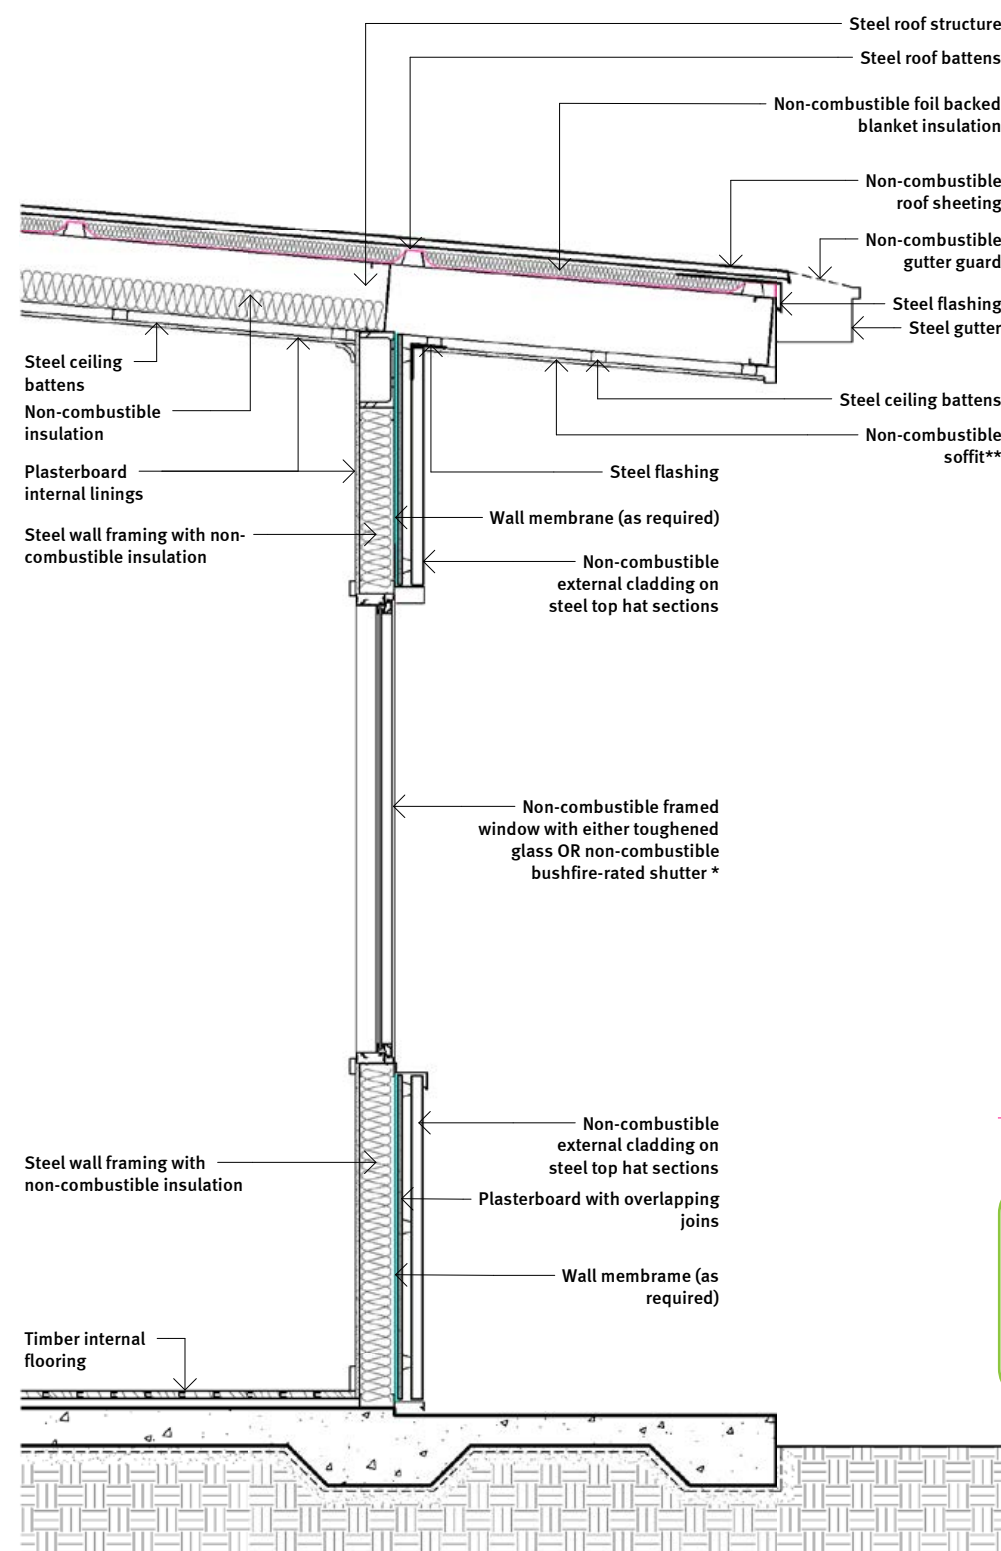 Steel roof structure
Steel roof battens
Non-combustible foil backed
blanket insulation
Non-combustible
roof sheeting
Non-combustible
gutter guard
Steel flashing
Steel gutter
Steel ceiling
battens
Non-combustible
insulation
Steel ceiling battens
Non-combustible
soffit**
Plasterboard
internal linings
Steel flashing
Steel wall framing with non-
combustible insulation
Wall membrane (as required)
Non-combustible
external cladding on
steel top hat sections
Non-combustible framed
window with either toughened
glass OR non-combustible
bushfire-rated shutter *
Non-combustible
external cladding on
steel top hat sections
Steel wall framing with
non-combustible insulation
Plasterboard with overlapping
joins
Wall membrame (as
required)
Timber internal
flooring